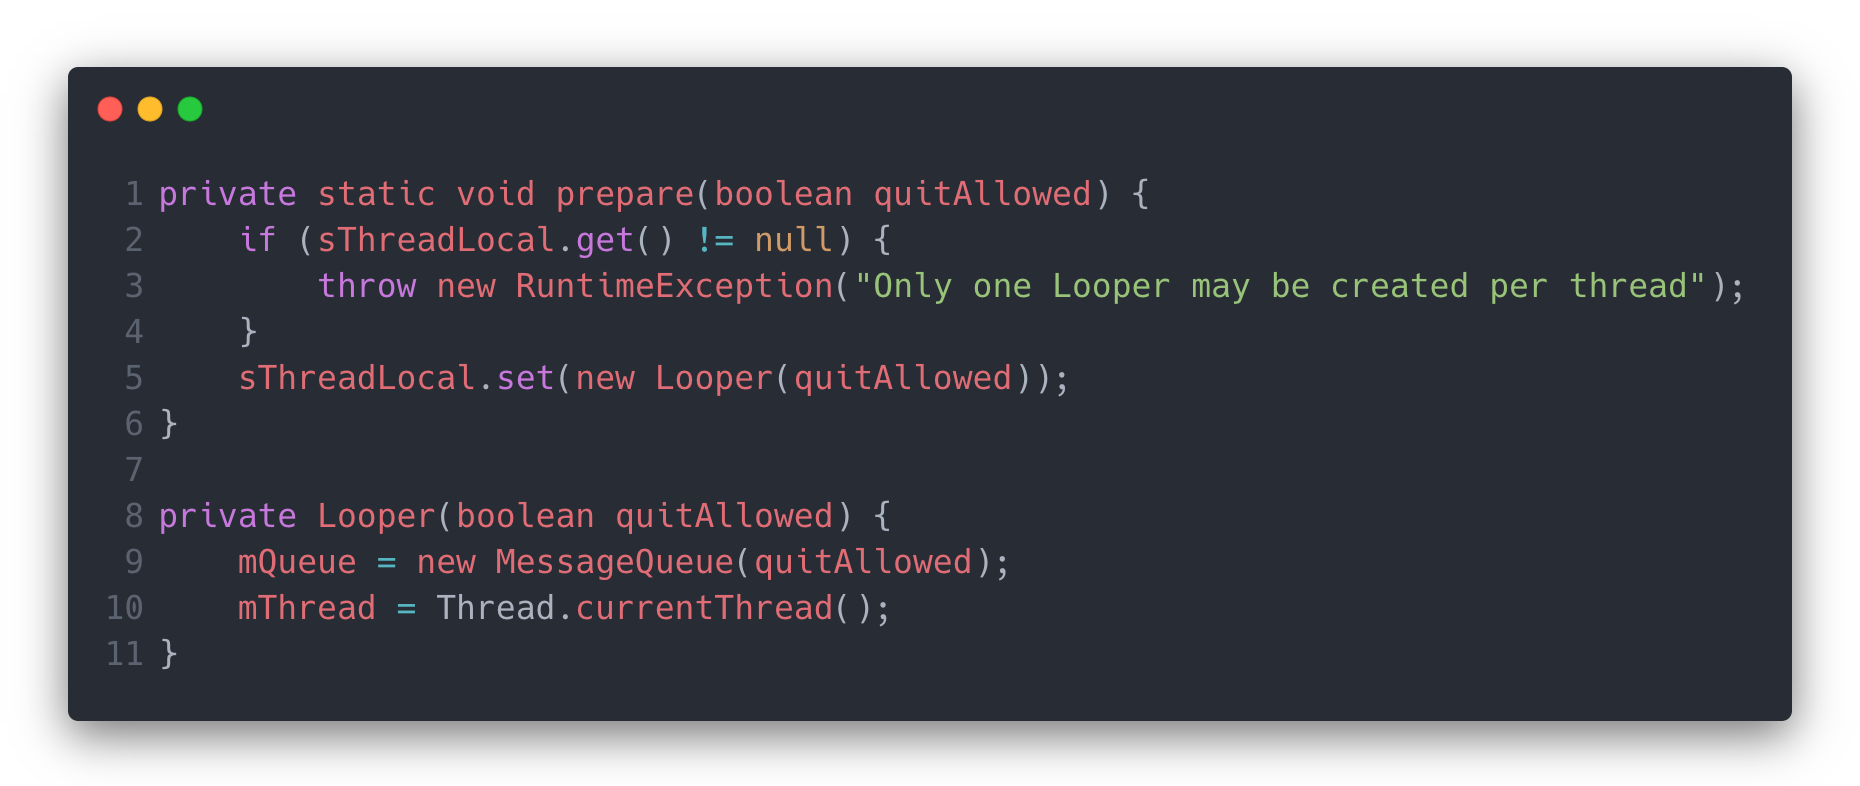 1 private static void prepare(boolean quitAllowed) {
2     if (sThreadLocal.get() != null) {
3         throw new RuntimeException("Only one Looper may be created per thread");
4     }
5     sThreadLocal.set(new Looper(quitAllowed));
6 }
7
8 private Looper(boolean quitAllowed) {
9     mQueue = new MessageQueue(quitAllowed);
10     mThread = Thread.currentThread();
11 }